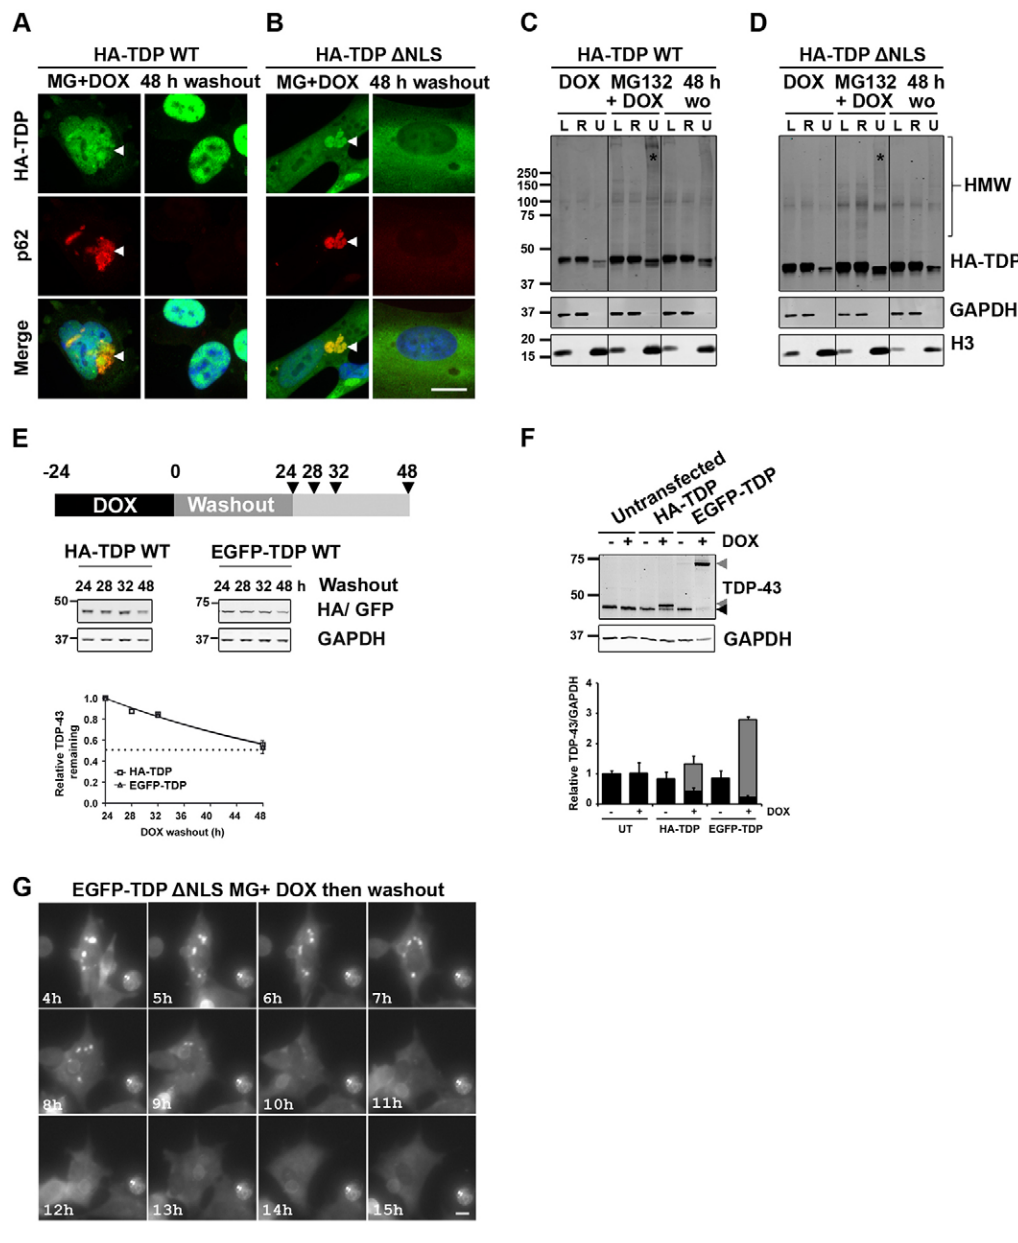 A
HA-TDP WT
MG+DOX 48 h washout
HA-TDP
p62
Merge
B
HA-TDP ΔNLS
MG+DOX 48 h washout
C
HA-TDP WT
DOX MG132 + DOX 48 h wo
L R U L R U L R U
250
150
100
75
50
37
37
20
15
*
D
HA-TDP ΔNLS
DOX MG132 + DOX 48 h wo
L R U L R U L R U
*
HMW
HA-TDP
GAPDH
H3
E
-24 0 24 28 32 48
DOX Washout
HA-TDP WT EGFP-TDP WT
24 28 32 48 24 28 32 48 h Washout
50 75 HA/ GFP
37 37 GAPDH
Relative TDP-43 remaining
1.0
0.8
0.6
0.4
0.2
0.0
HA-TDP
EGFP-TDP
24 28 32 36 40 44 48
DOX washout (h)
F
Untransfected
HA-TDP
EGFP-TDP
- + - + - + DOX
75
50
37
TDP-43
GAPDH
Relative TDP-43/GAPDH
4
3
2
1
0
- + - + - + DOX
UT HA-TDP EGFP-TDP
G
EGFP-TDP ΔNLS MG+ DOX then washout
4h 5h 6h 7h
8h 9h 10h 11h
12h 13h 14h 15h